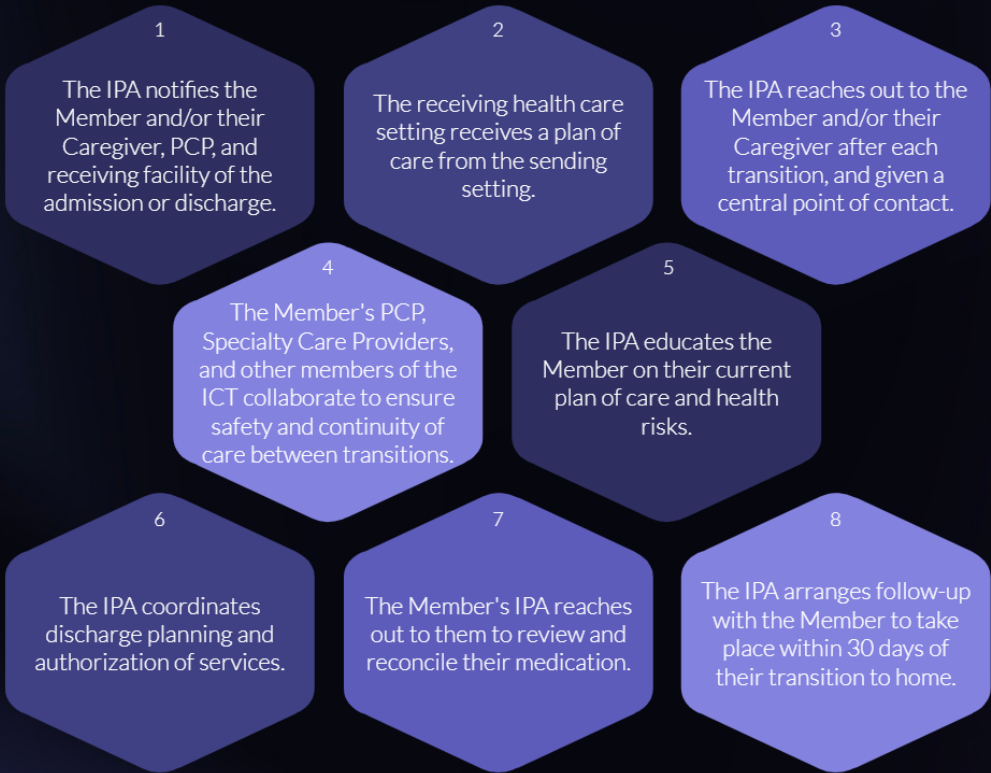 1
The IPA notifies the
Member and/or their
Caregiver, PCP, and
receiving facility of the
admission or discharge.
2
The receiving health care
setting receives a plan of
care from the sending
setting.
3
The IPA reaches out to the
Member and/or their
Caregiver after each
transition, and given a
central point of contact.
4
The Member's PCP,
Specialty Care Providers,
and other members of the
ICT collaborate to ensure
safety and continuity of
care between transitions.
5
The IPA educates the
Member on their current
plan of care and health
risks.
6
The IPA coordinates
discharge planning and
authorization of services.
7
The Member's IPA reaches
out to them to review and
reconcile their medication.
8
The IPA arranges follow-up
with the Member to take
place within 30 days of
their transition to home.